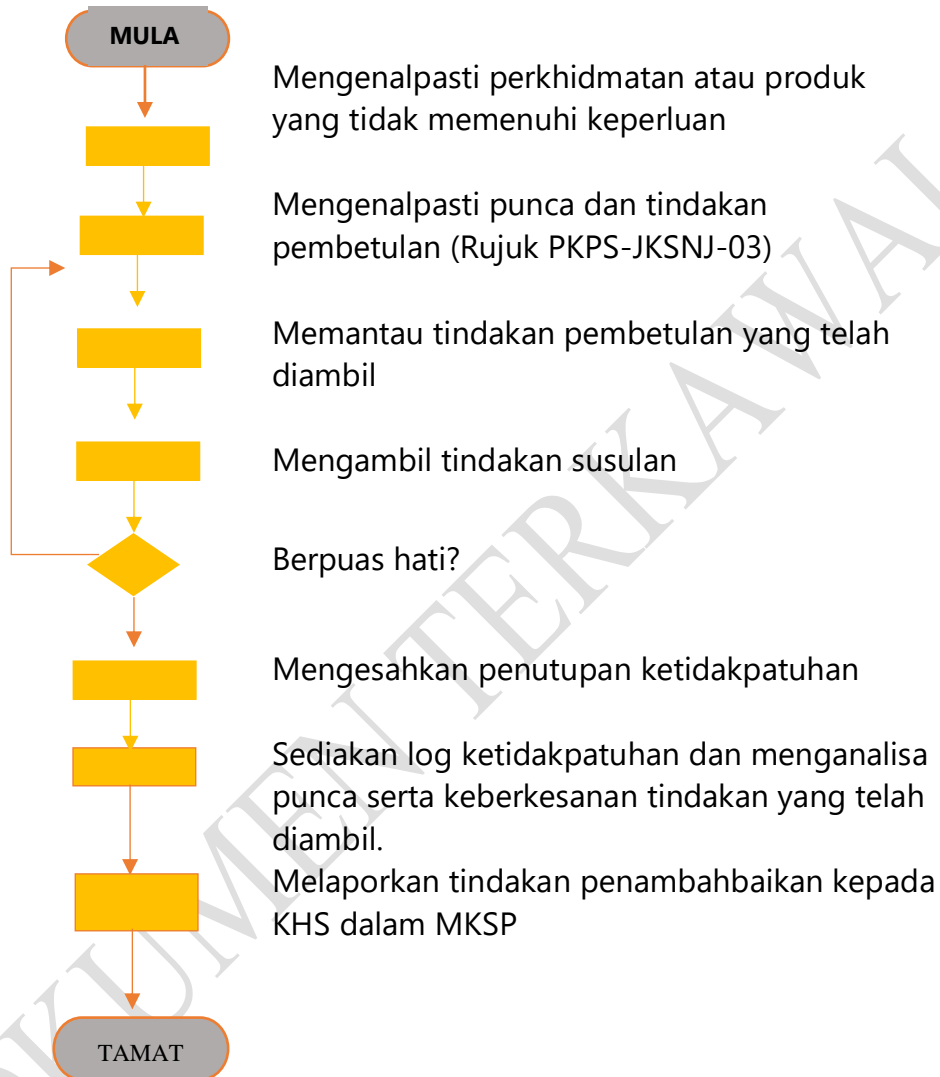 MULA
Mengenalpasti perkhidmatan atau produk
yang tidak memenuhi keperluan
Mengenalpasti punca dan tindakan
pembetulan (Rujuk PKPS-JKSNJ-03)
Memantau tindakan pembetulan yang telah
diambil
Mengambil tindakan susulan
Berpuas hati?
Mengesahkan penutupan ketidakpatuhan
Sediakan log ketidakpatuhan dan menganalisa
punca serta keberkesanan tindakan yang telah
diambil.
Melaporkan tindakan penambahbaikan kepada
KHS dalam MKSP
TAMAT
OKUMEN TERKAWAL